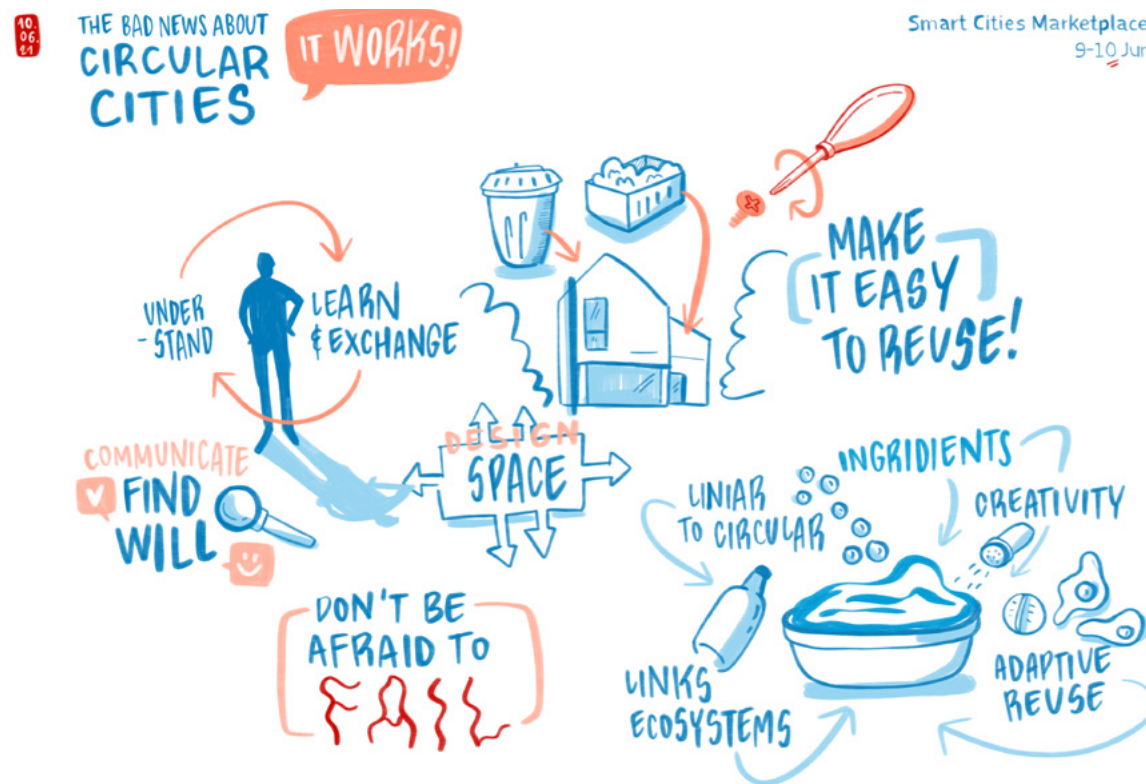 10.
06.
21
THE BAD NEWS ABOUT
CIRCULAR
CITIES
IT WORKS!
Smart Cities Marketplace
9-10 Jun
UNDER
-STAND
LEARN
& EXCHANGE
MAKE
IT EASY
TO REUSE!
COMMUNICATE
FIND
WILL
DESIGN
SPACE
DON'T BE
AFRAID TO
FAIL
INGRIDIENTS
LINIAR
TO CIRCULAR
CREATIVITY
LINKS
ECOSYSTEMS
ADAPTIVE
REUSE